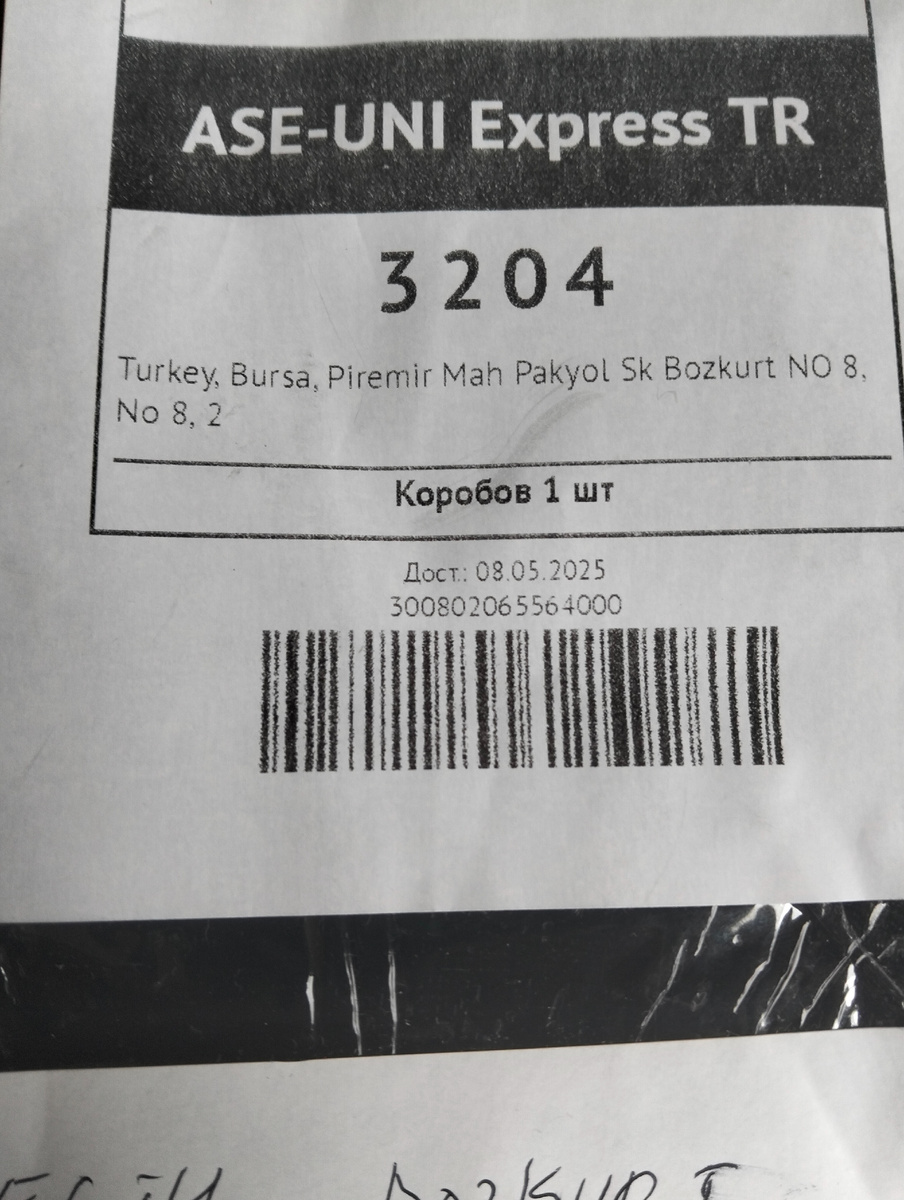 ASE-UNI Express TR
3204
Turkey, Bursa, Piremir Mah Pakyol Sk Bozkurt NO 8,
No 8, 2
Коробов 1 шт
Дост.: 08.05.2025
300802065564000